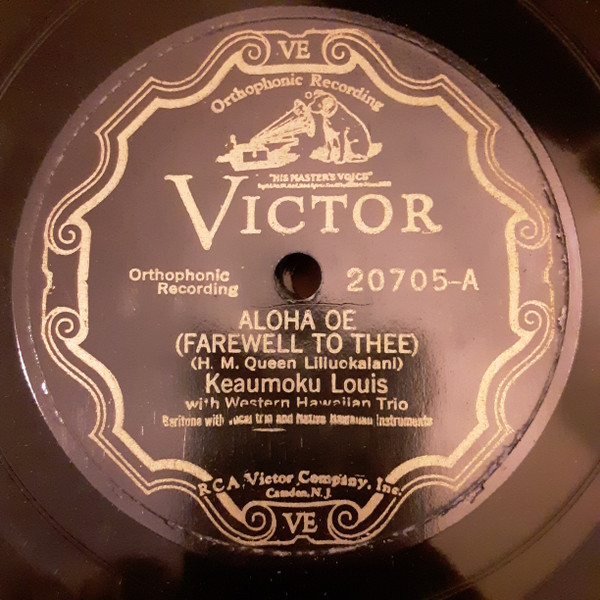 VE
Orthophonic Recording
"HIS MASTER'S VOICE"
VICTOR
Orthophonic
Recording
20705-A
ALOHA OE
(FAREWELL TO THEE)
(H. M. Queen Liliuokalani)
Keaumoku Louis
with Western Hawaiian Trio
Baritone with vocal trio and Native Hawaiian Instruments
RCA Victor Company, Inc.
Camden, N. J.
VE